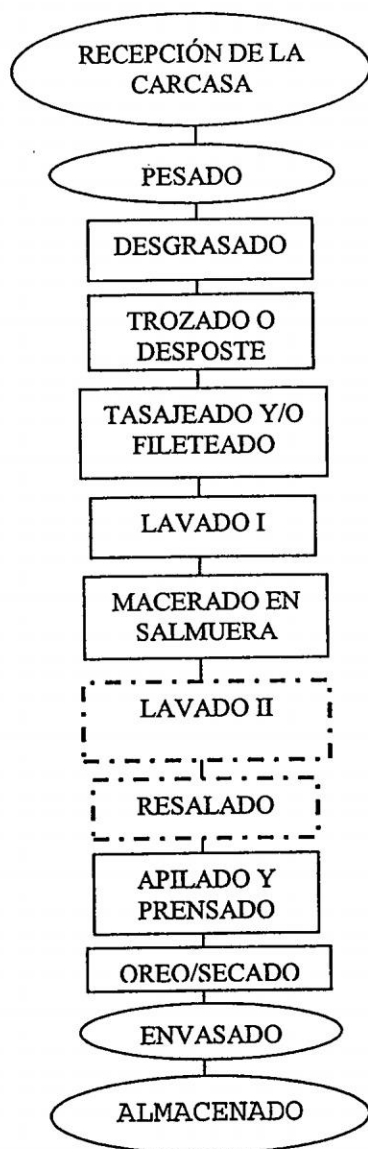 RECEPCIÓN DE LA
CARCASA
PESADO
DESGRASADO
TROZADO O
DESPOSTE
TASAJEADO Y/O
FILETEADO
LAVADO I
MACERADO EN
SALMUERA
LAVADO II
RESALADO
APILADO Y
PRENSADO
OREO/SECADO
ENVASADO
ALMACENADO